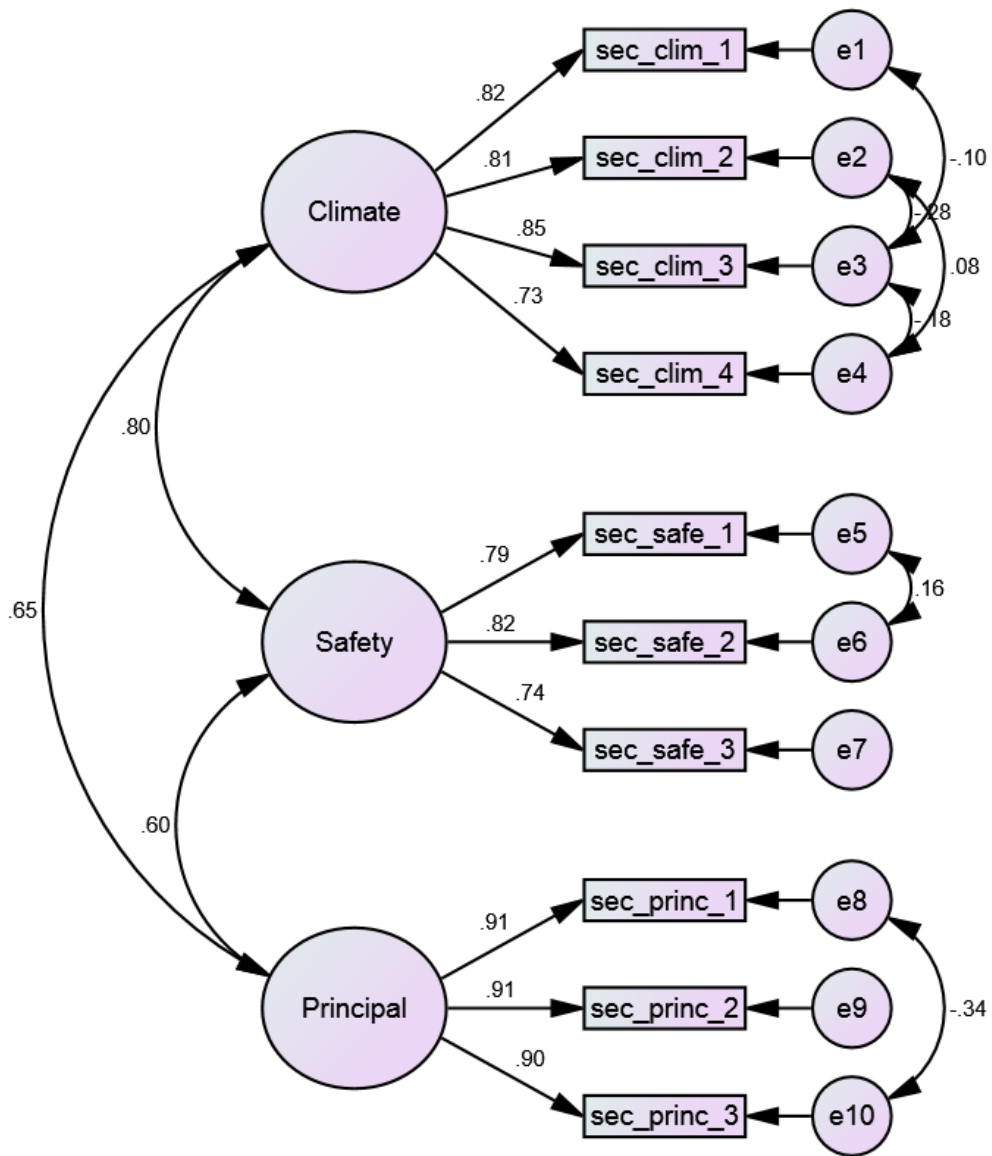 sec_clim_1
e1
.82
-.10
sec_clim_2
e2
.81
Climate
-.28
.85
sec_clim_3
e3
.08
.73
-.18
sec_clim_4
e4
.80
sec_safe_1
e5
.79
.16
.65
Safety
.82
sec_safe_2
e6
.74
sec_safe_3
e7
.60
sec_princ_1
e8
.91
Principal
.91
sec_princ_2
e9
-.34
.90
sec_princ_3
e10